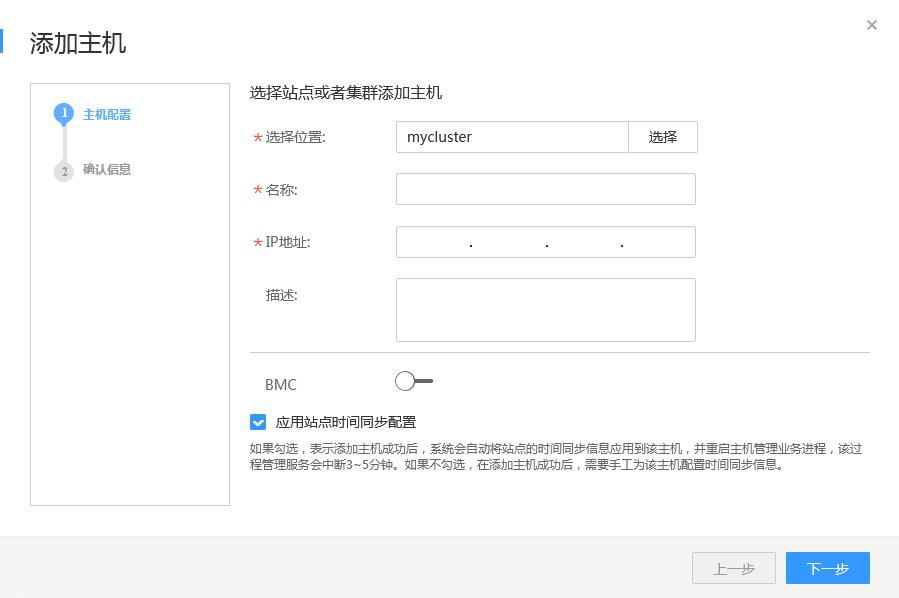 添加主机
×
1 主机配置
2 确认信息
选择站点或者集群添加主机
*选择位置: mycluster 选择
*名称:
*IP地址: . . .
描述:
BMC
应用站点时间同步配置
如果勾选，表示添加主机成功后，系统会自动将站点的时间同步信息应用到该主机，并重启主机管理业务进程，该过
程管理服务会中断3~5分钟。如果不勾选，在添加主机成功后，需要手工为该主机配置时间同步信息。
上一步 下一步